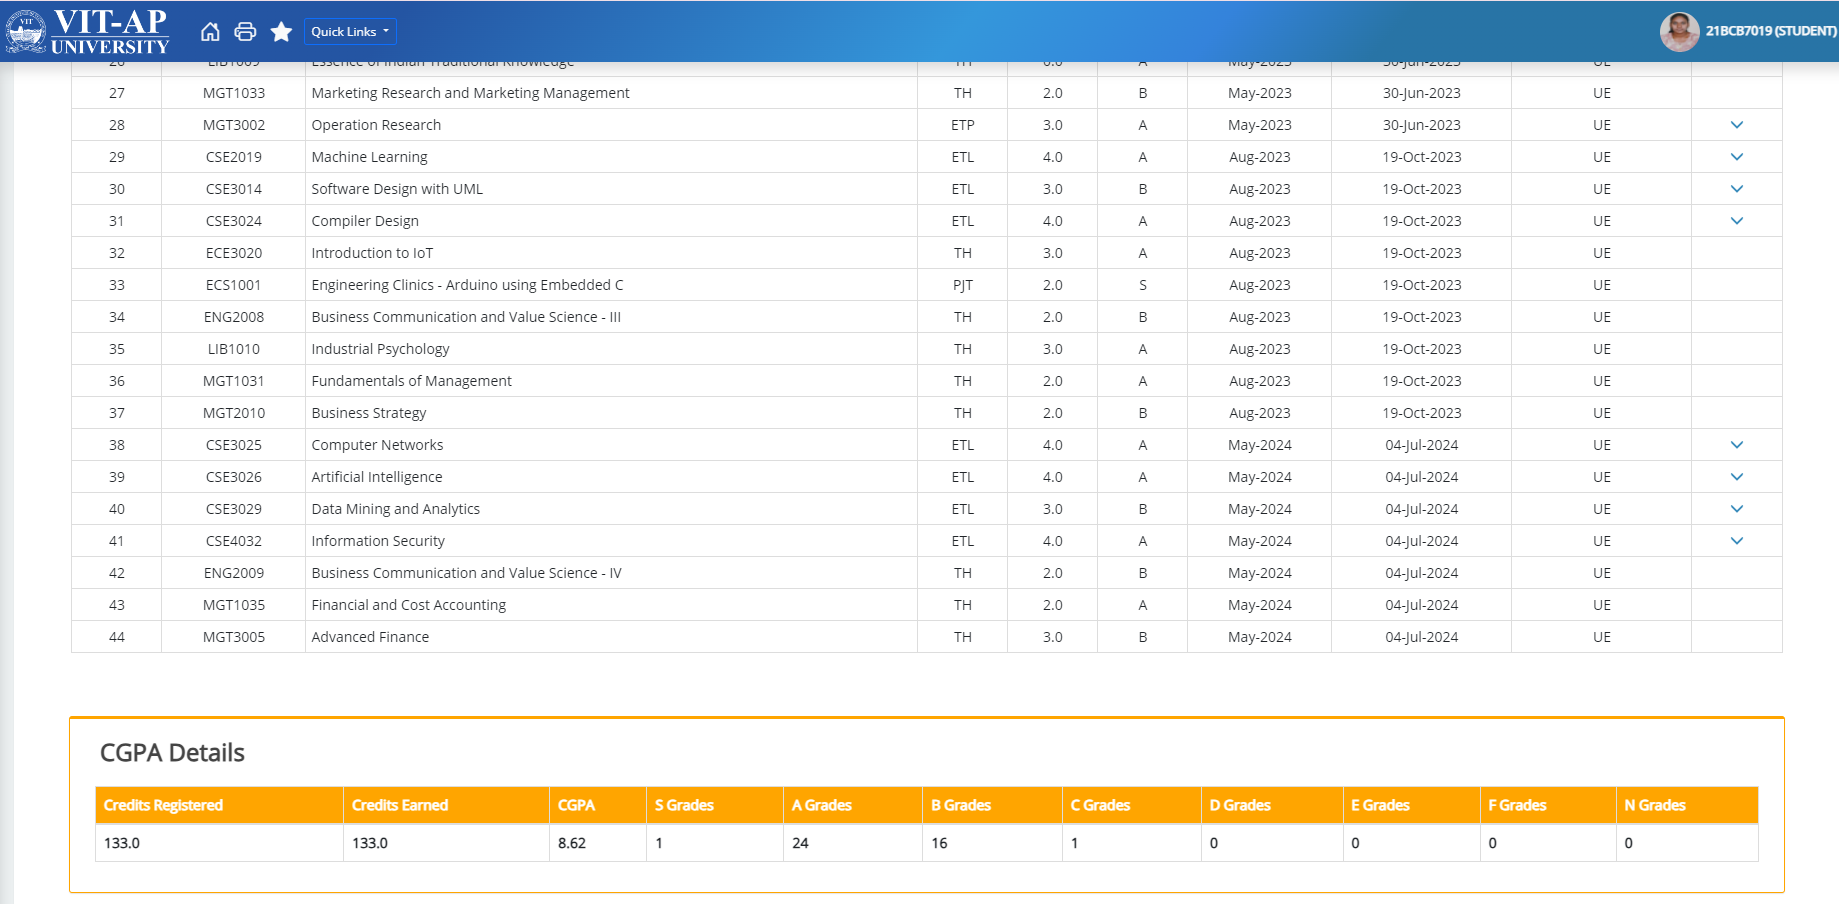 VIT-AP
UNIVERSITY
VIT
Quick Links
21BCB7019 (STUDENT)
26 LIB1009 Essence of Indian Traditional Knowledge TH 0.0 A May-2023 30-Jun-2023 UE
27 MGT1033 Marketing Research and Marketing Management TH 2.0 B May-2023 30-Jun-2023 UE
28 MGT3002 Operation Research ETP 3.0 A May-2023 30-Jun-2023 UE
29 CSE2019 Machine Learning ETL 4.0 A Aug-2023 19-Oct-2023 UE
30 CSE3014 Software Design with UML ETL 3.0 B Aug-2023 19-Oct-2023 UE
31 CSE3024 Compiler Design ETL 4.0 A Aug-2023 19-Oct-2023 UE
32 ECE3020 Introduction to IoT TH 3.0 A Aug-2023 19-Oct-2023 UE
33 ECS1001 Engineering Clinics - Arduino using Embedded C PJT 2.0 S Aug-2023 19-Oct-2023 UE
34 ENG2008 Business Communication and Value Science - III TH 2.0 B Aug-2023 19-Oct-2023 UE
35 LIB1010 Industrial Psychology TH 3.0 A Aug-2023 19-Oct-2023 UE
36 MGT1031 Fundamentals of Management TH 2.0 A Aug-2023 19-Oct-2023 UE
37 MGT2010 Business Strategy TH 2.0 B Aug-2023 19-Oct-2023 UE
38 CSE3025 Computer Networks ETL 4.0 A May-2024 04-Jul-2024 UE
39 CSE3026 Artificial Intelligence ETL 4.0 A May-2024 04-Jul-2024 UE
40 CSE3029 Data Mining and Analytics ETL 3.0 B May-2024 04-Jul-2024 UE
41 CSE4032 Information Security ETL 4.0 A May-2024 04-Jul-2024 UE
42 ENG2009 Business Communication and Value Science - IV TH 2.0 B May-2024 04-Jul-2024 UE
43 MGT1035 Financial and Cost Accounting TH 2.0 A May-2024 04-Jul-2024 UE
44 MGT3005 Advanced Finance TH 3.0 B May-2024 04-Jul-2024 UE
CGPA Details
Credits Registered Credits Earned CGPA S Grades A Grades B Grades C Grades D Grades E Grades F Grades N Grades
133.0 133.0 8.62 1 24 16 1 0 0 0 0